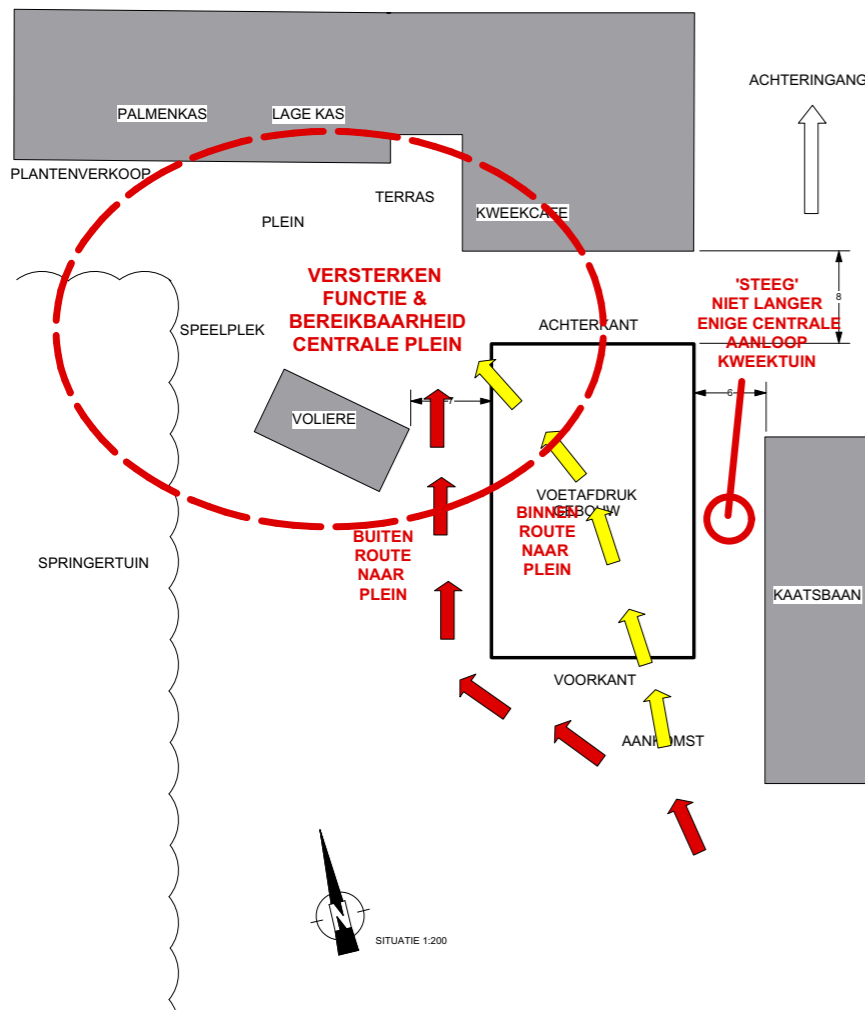 ACHTERINGANG
PALMENKAS
LAGE KAS
PLANTENVERKOOP
TERRAS
PLEIN
KWEEKCAFE
VERSTERKEN
FUNCTIE &
BEREIKBAARHEID
CENTRALE PLEIN
'STEEG'
NIET LANGER
ENIGE CENTRALE
AANLOOP
KWEEKTUIN
8
SPEELPLEK
ACHTERKANT
7
6
VOLIERE
VOETAFDRUK
GEBOUW
BINNEN
ROUTE
NAAR
PLEIN
BUITEN
ROUTE
NAAR
PLEIN
SPRINGERTUIN
KAATSBAAN
VOORKANT
AANKOMST
N
SITUATIE 1:200